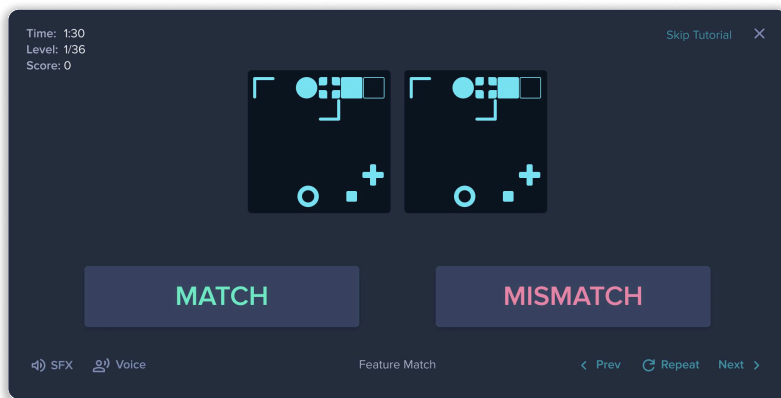 Time: 1:30
Skip Tutorial
Level: 1/36
Score: 0
MATCH
MISMATCH
SFX
Voice
Feature Match
Prev
Repeat
Next